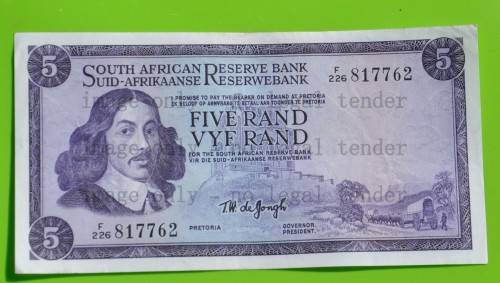 5
5
SOUTH AFRICAN RESERVE BANK
SUID-AFRIKAANSE RESERWEBANK
F/226 817762
I PROMISE TO PAY THE BEARER ON DEMAND AT PRETORIA
EK BELOOF OP AANVRAAG TE BETAAL AAN TOONDER TE PRETORIA
image only no legal tender
FIVE RAND
VYF RAND
image only no legal tender
FOR THE SOUTH AFRICAN RESERVE BANK
VIR DIE SUID-AFRIKAANSE RESERWEBANK
image only no legal tender
T.W. de Jongh
F/226 817762
PRETORIA
GOVERNOR.
PRESIDENT.
5
5